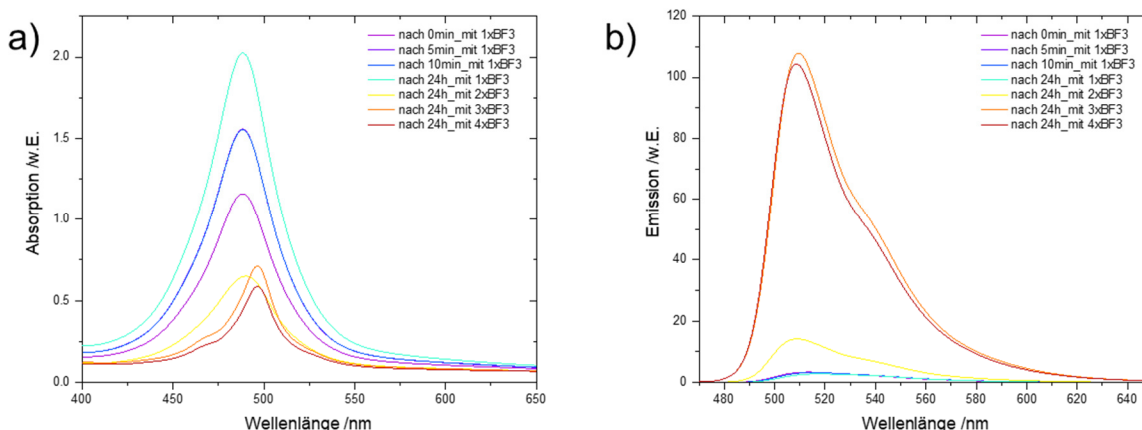 a)
Absorption /w.E.
2.0
1.5
1.0
0.5
0.0
400
450
500
550
600
650
Wellenlänge /nm
nach 0min_mit 1xBF3
nach 5min_mit 1xBF3
nach 10min_mit 1xBF3
nach 24h_mit 1xBF3
nach 24h_mit 2xBF3
nach 24h_mit 3xBF3
nach 24h_mit 4xBF3
b)
Emission /w.E.
120
100
80
60
40
20
0
480
500
520
540
560
580
600
620
640
Wellenlänge /nm
nach 0min_mit 1xBF3
nach 5min_mit 1xBF3
nach 10min_mit 1xBF3
nach 24h_mit 1xBF3
nach 24h_mit 2xBF3
nach 24h_mit 3xBF3
nach 24h_mit 4xBF3